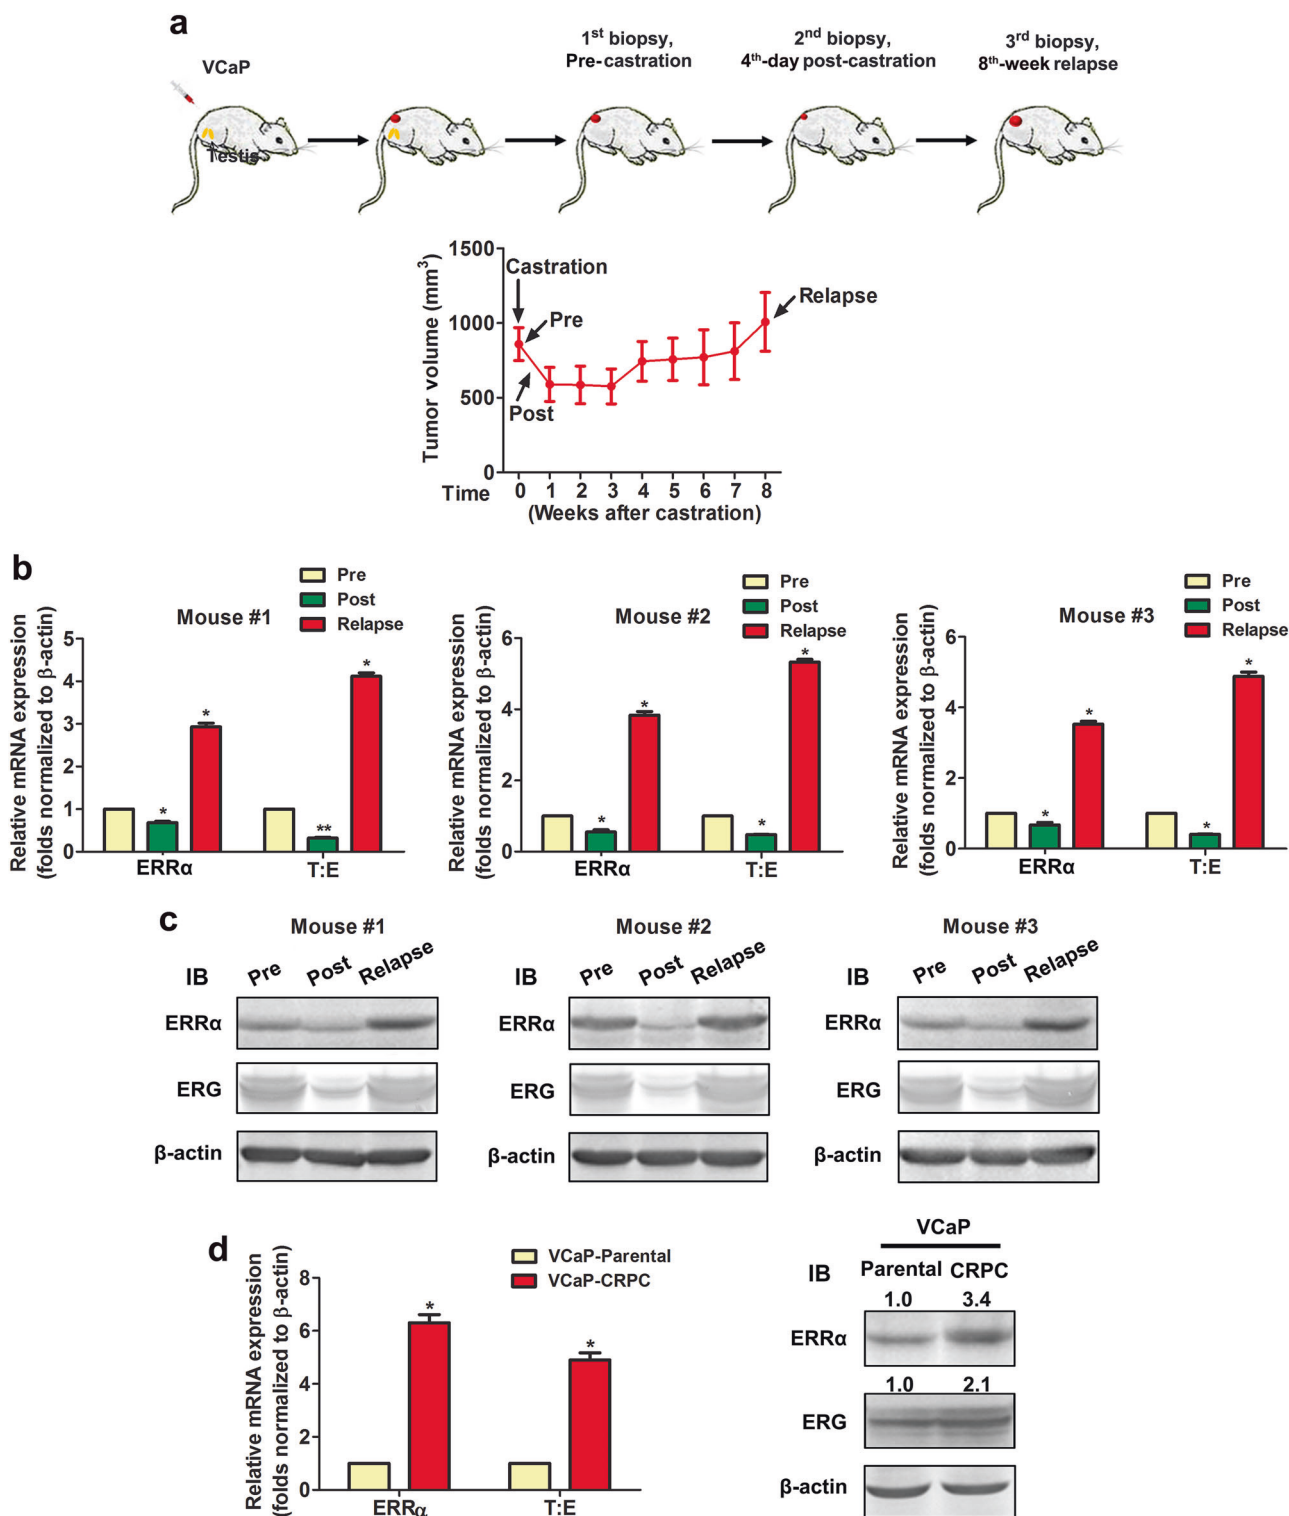 a
VCaP
Testis
1st biopsy,
Pre-castration
2nd biopsy,
4th-day post-castration
3rd biopsy,
8th-week relapse
Tumor volume (mm3)
1500
1000
500
0
Castration
Pre
Post
Relapse
Time
0 1 2 3 4 5 6 7 8
(Weeks after castration)
b
Relative mRNA expression
(folds normalized to β-actin)
Mouse #1
Pre
Post
Relapse
5
4
3
2
1
0
* * ** *
ERRα T:E
Relative mRNA expression
(folds normalized to β-actin)
Mouse #2
Pre
Post
Relapse
6
4
2
0
* * * *
ERRα T:E
Relative mRNA expression
(folds normalized to β-actin)
Mouse #3
Pre
Post
Relapse
6
4
2
0
* * * *
ERRα T:E
c
Mouse #1
IB Pre Post Relapse
ERRα
ERG
β-actin
Mouse #2
IB Pre Post Relapse
ERRα
ERG
β-actin
Mouse #3
IB Pre Post Relapse
ERRα
ERG
β-actin
d
Relative mRNA expression
(folds normalized to β-actin)
VCaP-Parental
VCaP-CRPC
8
6
4
2
0
* *
ERRα T:E
VCaP
IB Parental CRPC
1.0 3.4
ERRα
1.0 2.1
ERG
β-actin